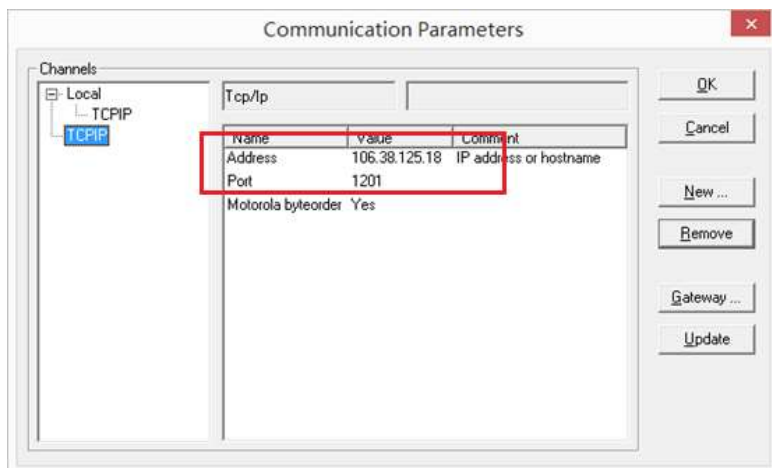 Communication Parameters
Channels
Local
TCPIP
TCPIP
Tcp/Ip
Name Value Comment
Address 106.38.125.18 IP address or hostname
Port 1201
Motorola byteorder Yes
OK
Cancel
New ...
Remove
Gateway ...
Update